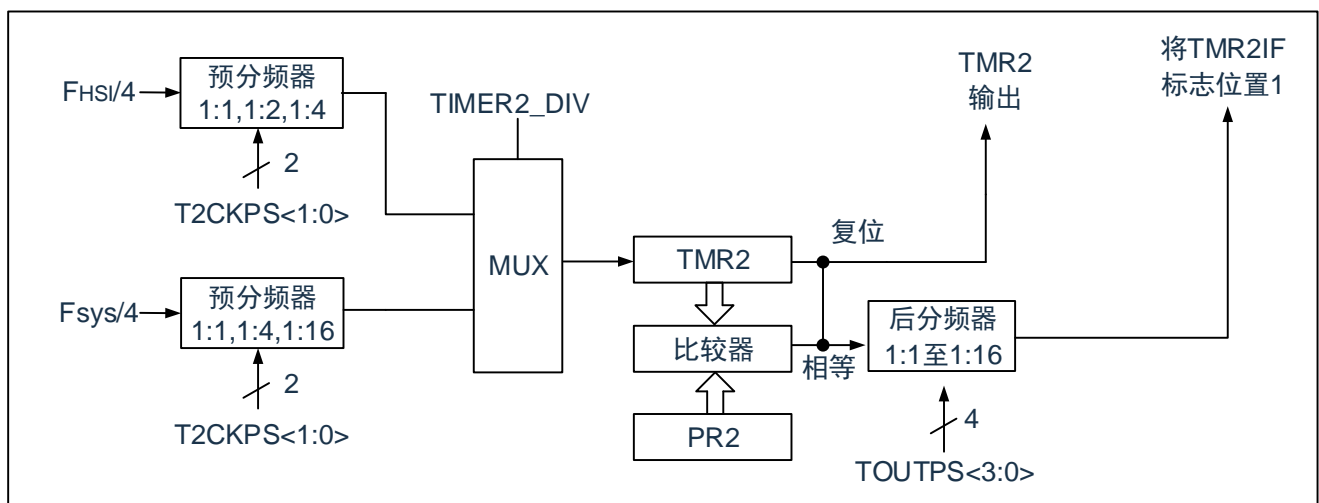 FHSI/4
预分频器
1:1,1:2,1:4
2
T2CKPS<1:0>
Fsys/4
预分频器
1:1,1:4,1:16
2
T2CKPS<1:0>
TIMER2_DIV
MUX
TMR2
比较器
PR2
复位
相等
后分频器
1:1至1:16
4
TOUTPS<3:0>
TMR2
输出
将TMR2IF
标志位置1